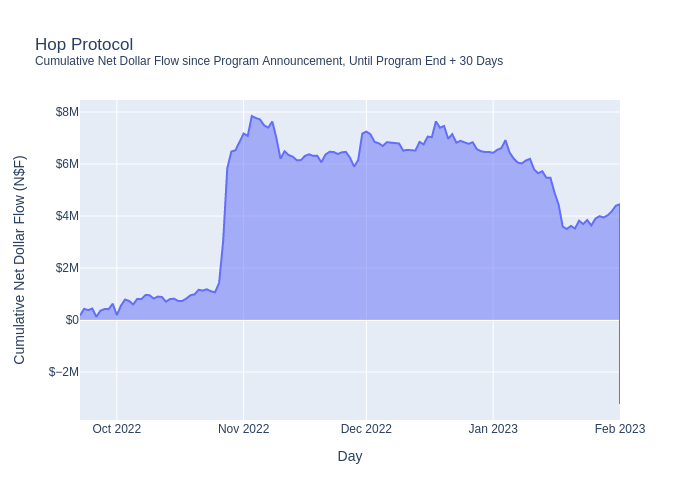 Hop Protocol
Cumulative Net Dollar Flow since Program Announcement, Until Program End + 30 Days
Cumulative Net Dollar Flow (N$F)
$8M
$6M
$4M
$2M
$0
$−2M
Oct 2022
Nov 2022
Dec 2022
Jan 2023
Feb 2023
Day